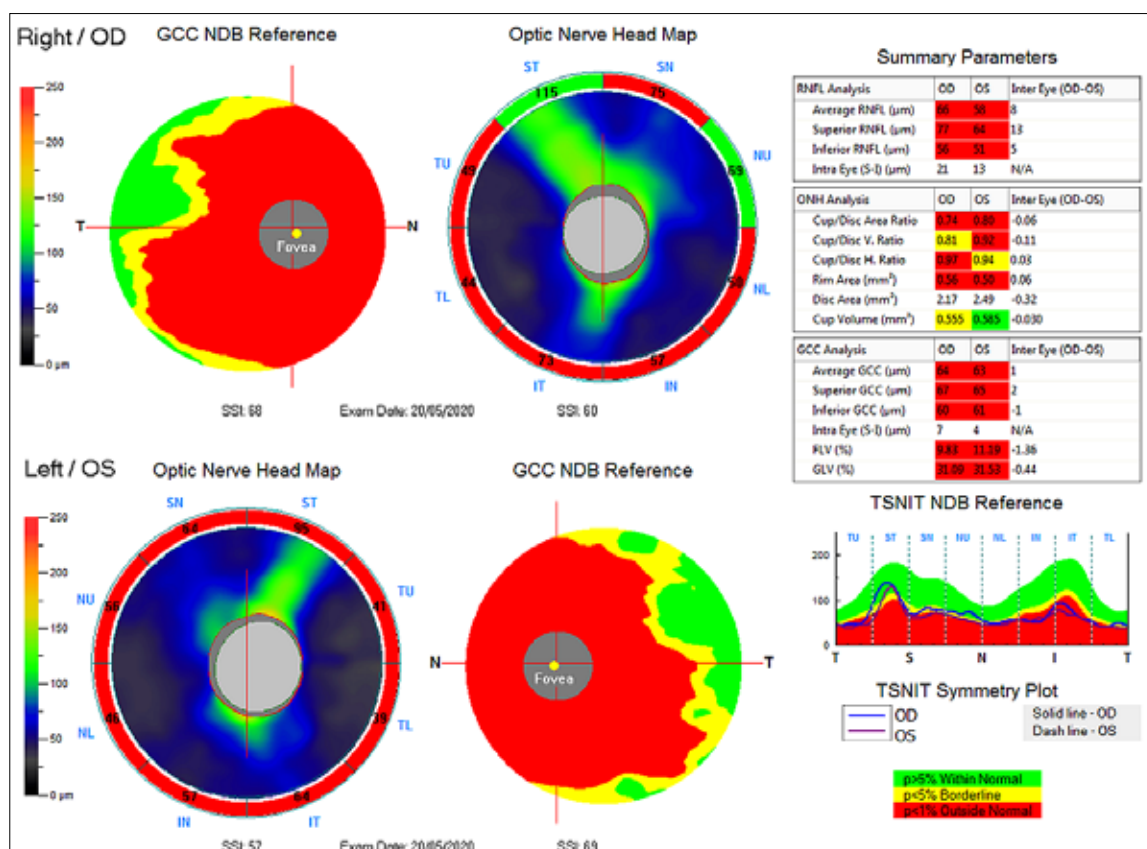 Right / OD
GCC NDB Reference
Optic Nerve Head Map
250
200
150
100
50
0 µm
T
N
Fovea
ST
SN
115
75
TU
NU
49
69
TL
NL
44
50
73
57
IT
IN
SSI: 68
Exam Date: 20/05/2020
SSI: 60
Left / OS
Optic Nerve Head Map
GCC NDB Reference
250
200
150
100
50
0 µm
SN
ST
95
NU
TU
41
NL
TL
46
39
57
64
IN
IT
N
T
Fovea
SSI: 57
Exam Date: 20/05/2020
SSI: 69
Summary Parameters
RNFL Analysis OD OS Inter Eye (OD-OS)
Average RNFL (µm) 66 58 8
Superior RNFL (µm) 77 64 13
Inferior RNFL (µm) 56 51 5
Intra Eye (S-I) (µm) 21 13 N/A
ONH Analysis OD OS Inter Eye (OD-OS)
Cup/Disc Area Ratio 0.74 0.80 -0.06
Cup/Disc V. Ratio 0.81 0.92 -0.11
Cup/Disc H. Ratio 0.97 0.94 0.03
Rim Area (mm²) 0.56 0.50 0.06
Disc Area (mm²) 2.17 2.49 -0.32
Cup Volume (mm³) 0.555 0.585 -0.030
GCC Analysis OD OS Inter Eye (OD-OS)
Average GCC (µm) 64 63 1
Superior GCC (µm) 67 65 2
Inferior GCC (µm) 60 61 -1
Intra Eye (S-I) (µm) 7 4 N/A
FLV (%) 9.83 11.19 -1.36
GLV (%) 31.09 31.53 -0.44
TSNIT NDB Reference
TU ST SN NU NL IN IT TL
200
100
0
T S N I T
TSNIT Symmetry Plot
OD
OS
Solid line - OD
Dash line - OS
p>5% Within Normal
p<5% Borderline
p<1% Outside Normal